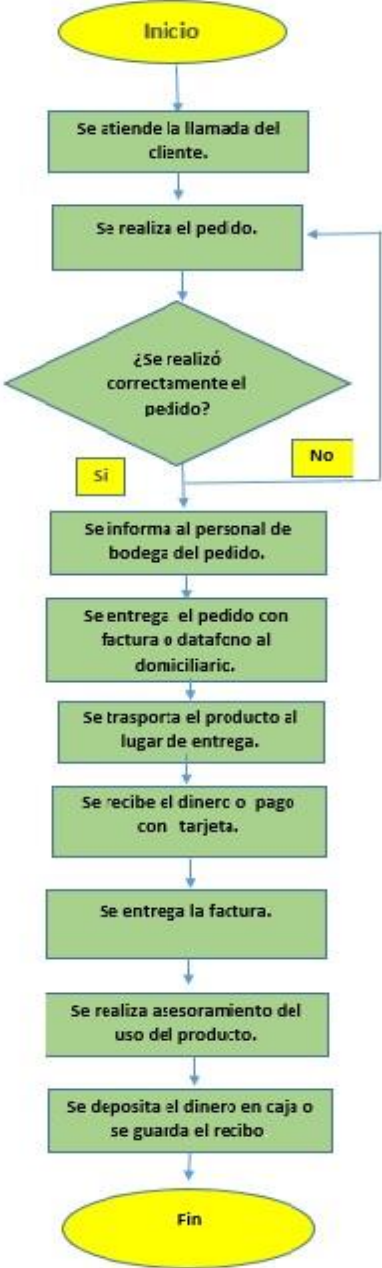 Inicio
Se atiende la llamada del
cliente.
Se realiza el pedido.
¿Se realizó
correctamente el
pedido?
No
Si
Se informa al personal de
bodega del pedido.
Se entrega el pedido con
factura o datafono al
domiciliario.
Se trasporta el producto al
lugar de entrega.
Se recibe el dinero o pago
con tarjeta.
Se entrega la factura.
Se realiza asesoramiento del
uso del producto.
Se deposita el dinero en caja o
se guarda el recibo
Fin